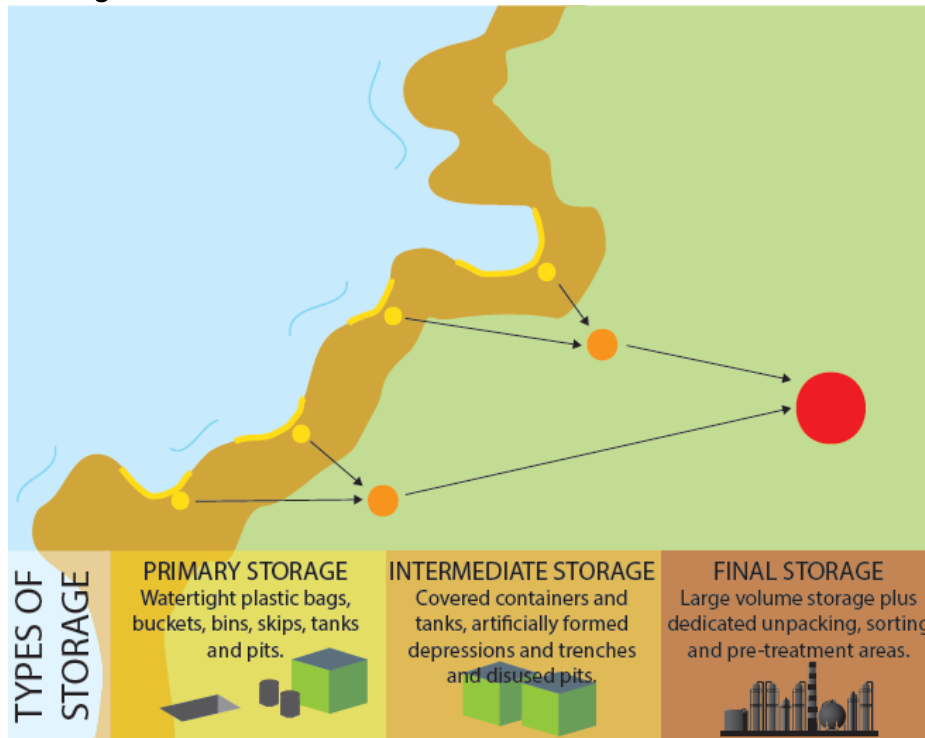 TYPES OF
STORAGE
PRIMARY STORAGE
Watertight plastic bags,
buckets, bins, skips, tanks
and pits.
INTERMEDIATE STORAGE
Covered containers and
tanks, artificially formed
depressions and trenches
and disused pits.
FINAL STORAGE
Large volume storage plus
dedicated unpacking, sorting
and pre-treatment areas.